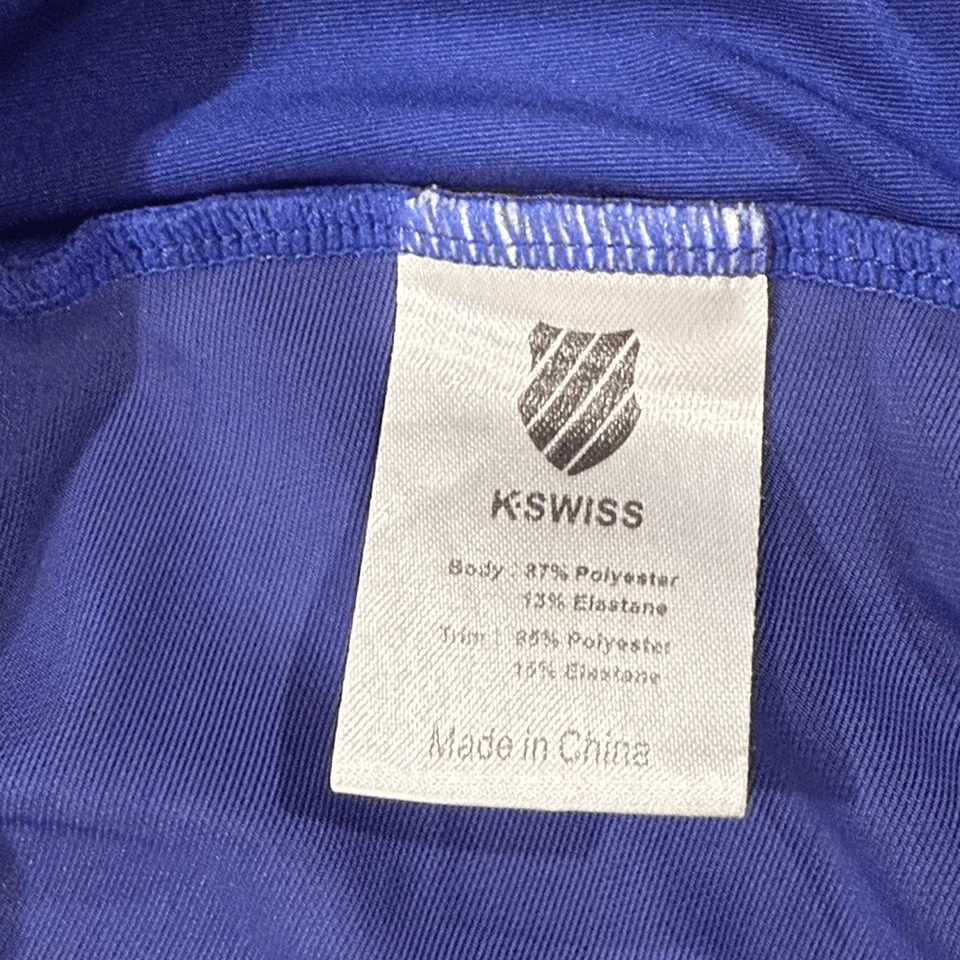 K·SWISS
Body : 87% Polyester
13% Elastane
Trim : 85% Polyester
15% Elastane
Made in China